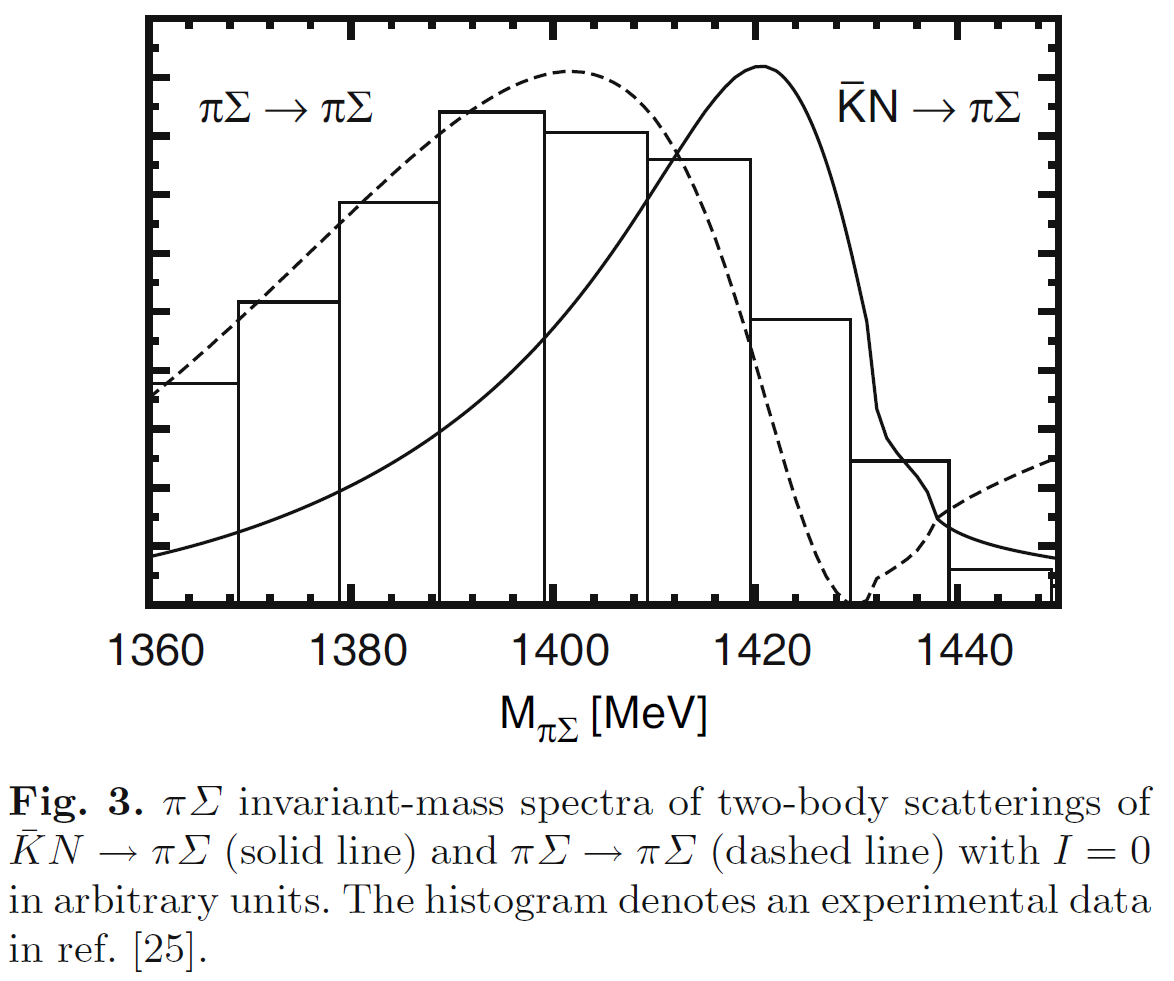 πΣ → πΣ
K̄N → πΣ
1360 1380 1400 1420 1440
M_πΣ [MeV]
Fig. 3. πΣ invariant-mass spectra of two-body scatterings of
K̄N → πΣ (solid line) and πΣ → πΣ (dashed line) with I = 0
in arbitrary units. The histogram denotes an experimental data
in ref. [25].